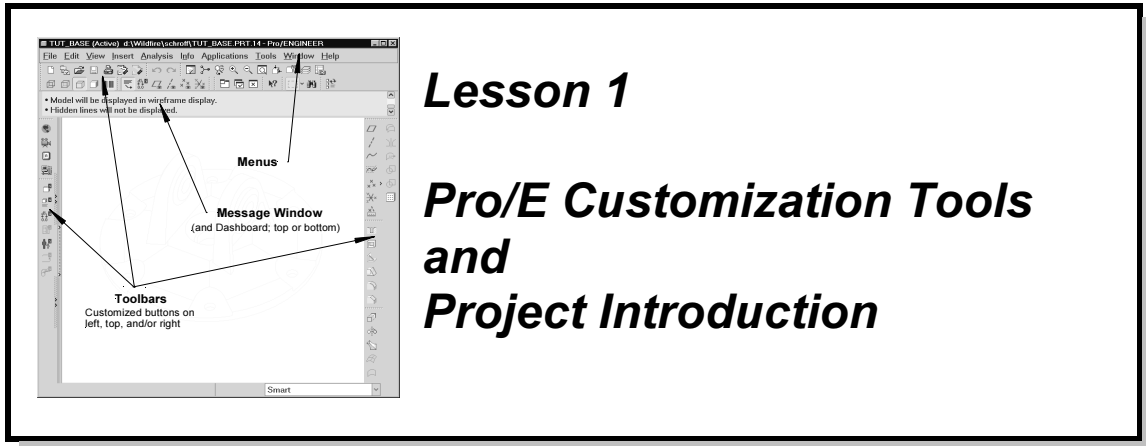 TUT_BASE (Active) d:\Wildfire\schroff\TUT_BASE.PRT.14 - Pro/ENGINEER
File Edit View Insert Analysis Info Applications Tools Window Help
• Model will be displayed in wireframe display.
• Hidden lines will not be displayed.
Menus
Message Window
(and Dashboard; top or bottom)
Toolbars
Customized buttons on
left, top, and/or right
Smart
Lesson 1
Pro/E Customization Tools
and
Project Introduction